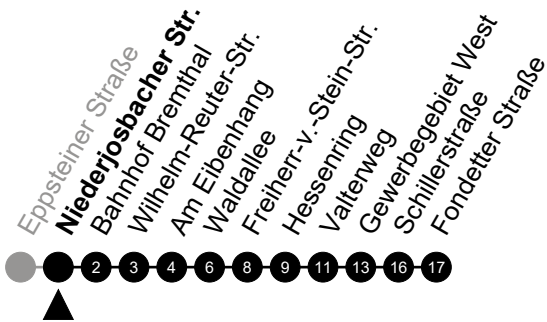 Eppsteiner Straße
Niederjosbacher Str.
Bahnhof Bremthal
Wilhelm-Reuter-Str.
Am Eibenhang
Waldallee
Freiherr-v.-Stein-Str.
Hessenring
Valterweg
Gewerbegebiet West
Schillerstraße
Fondetter Straße
2 3 4 6 8 9 11 13 16 17